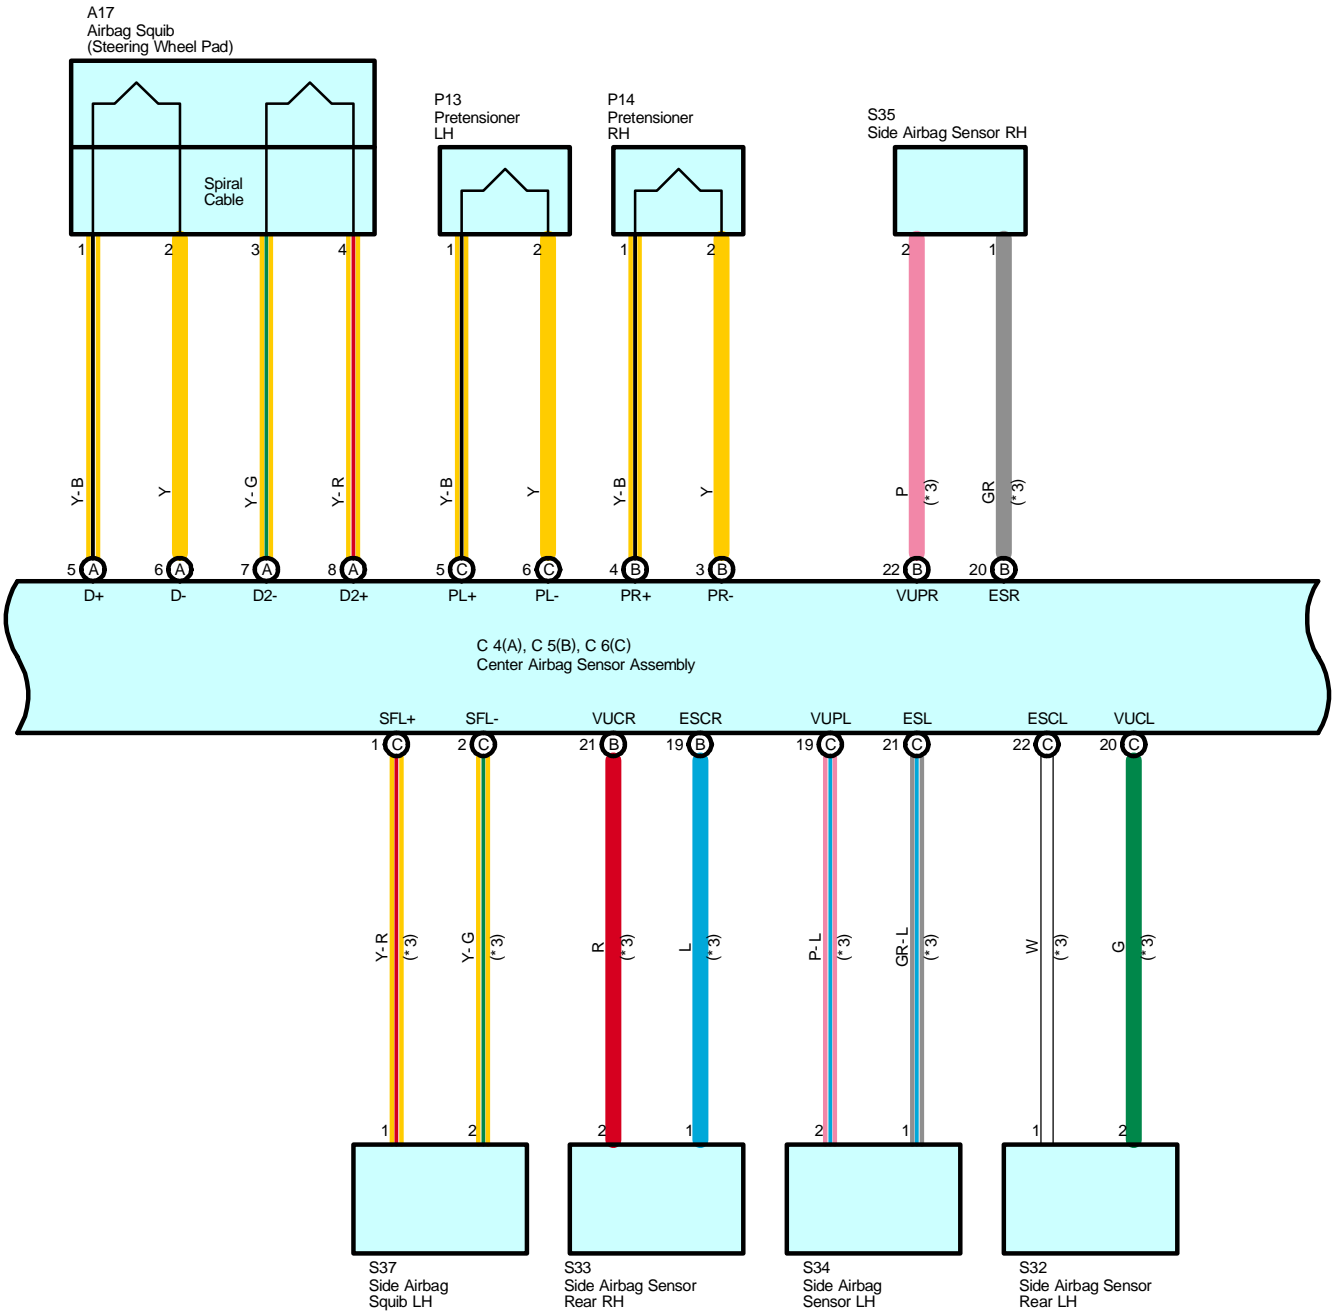 A17
Airbag Squib
(Steering Wheel Pad)
P13
Pretensioner
LH
P14
Pretensioner
RH
S35
Side Airbag Sensor RH
Spiral
Cable
1 2 3 4 1 2 1 2 2 1
Y-B Y Y-G Y-R Y-B Y Y-B Y P (*3) GR (*3)
5 A 6 A 7 A 8 A 5 C 6 C 4 B 3 B 22 B 20 B
D+ D- D2- D2+ PL+ PL- PR+ PR- VUPR ESR
C 4(A), C 5(B), C 6(C)
Center Airbag Sensor Assembly
SFL+ SFL- VUCR ESCR VUPL ESL ESCL VUCL
1 C 2 C 21 B 19 B 19 C 21 C 22 C 20 C
Y-R (*3) Y-G (*3) R (*3) L (*3) P-L (*3) GR-L (*3) W (*3) G (*3)
1 2 2 1 2 1 1 2
S37
Side Airbag
Squib LH
S33
Side Airbag Sensor
Rear RH
S34
Side Airbag
Sensor LH
S32
Side Airbag Sensor
Rear LH